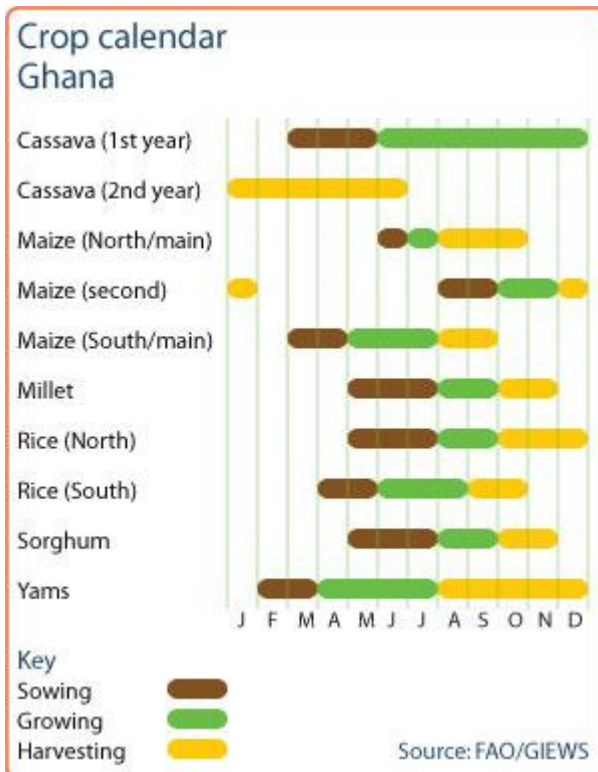 Crop calendar
Ghana
Cassava (1st year)
Cassava (2nd year)
Maize (North/main)
Maize (second)
Maize (South/main)
Millet
Rice (North)
Rice (South)
Sorghum
Yams
J F M A M J J A S O N D
Key
Sowing
Growing
Harvesting
Source: FAO/GIEWS